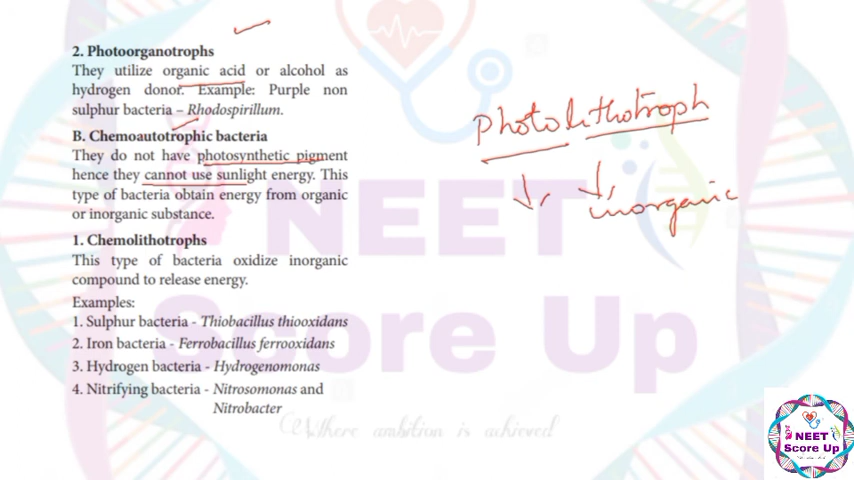 2. Photoorganotrophs
They utilize organic acid or alcohol as
hydrogen donor. Example: Purple non
sulphur bacteria – Rhodospirillum.
B. Chemoautotrophic bacteria
They do not have photosynthetic pigment
hence they cannot use sunlight energy. This
type of bacteria obtain energy from organic
or inorganic substance.
1. Chemolithotrophs
This type of bacteria oxidize inorganic
compound to release energy.
Examples:
1. Sulphur bacteria - Thiobacillus thiooxidans
2. Iron bacteria - Ferrobacillus ferrooxidans
3. Hydrogen bacteria - Hydrogenomonas
4. Nitrifying bacteria - Nitrosomonas and
Nitrobacter
Photolithotroph
inorganic
NEET
Score Up
Where ambition is achieved
NEET
Score Up